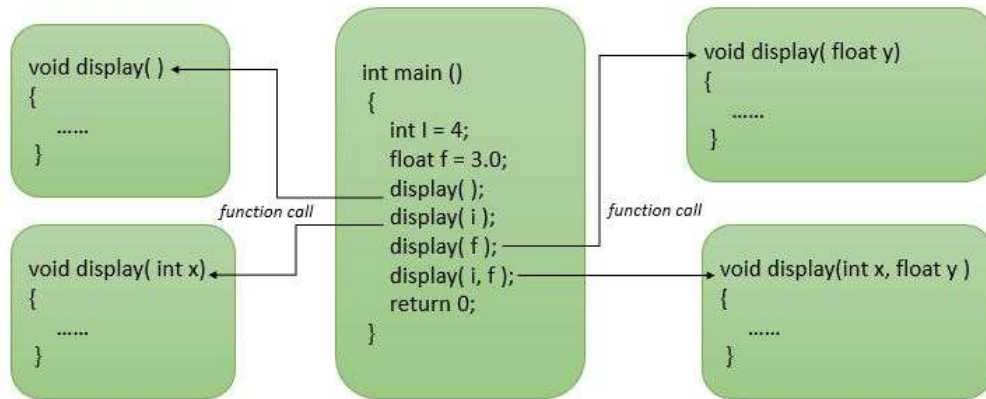 void display( )
{
......
}
void display( int x)
{
......
}
function call
int main ()
{
int I = 4;
float f = 3.0;
display( );
display( i );
display( f );
display( i, f );
return 0;
}
function call
void display( float y)
{
......
}
void display(int x, float y )
{
......
}